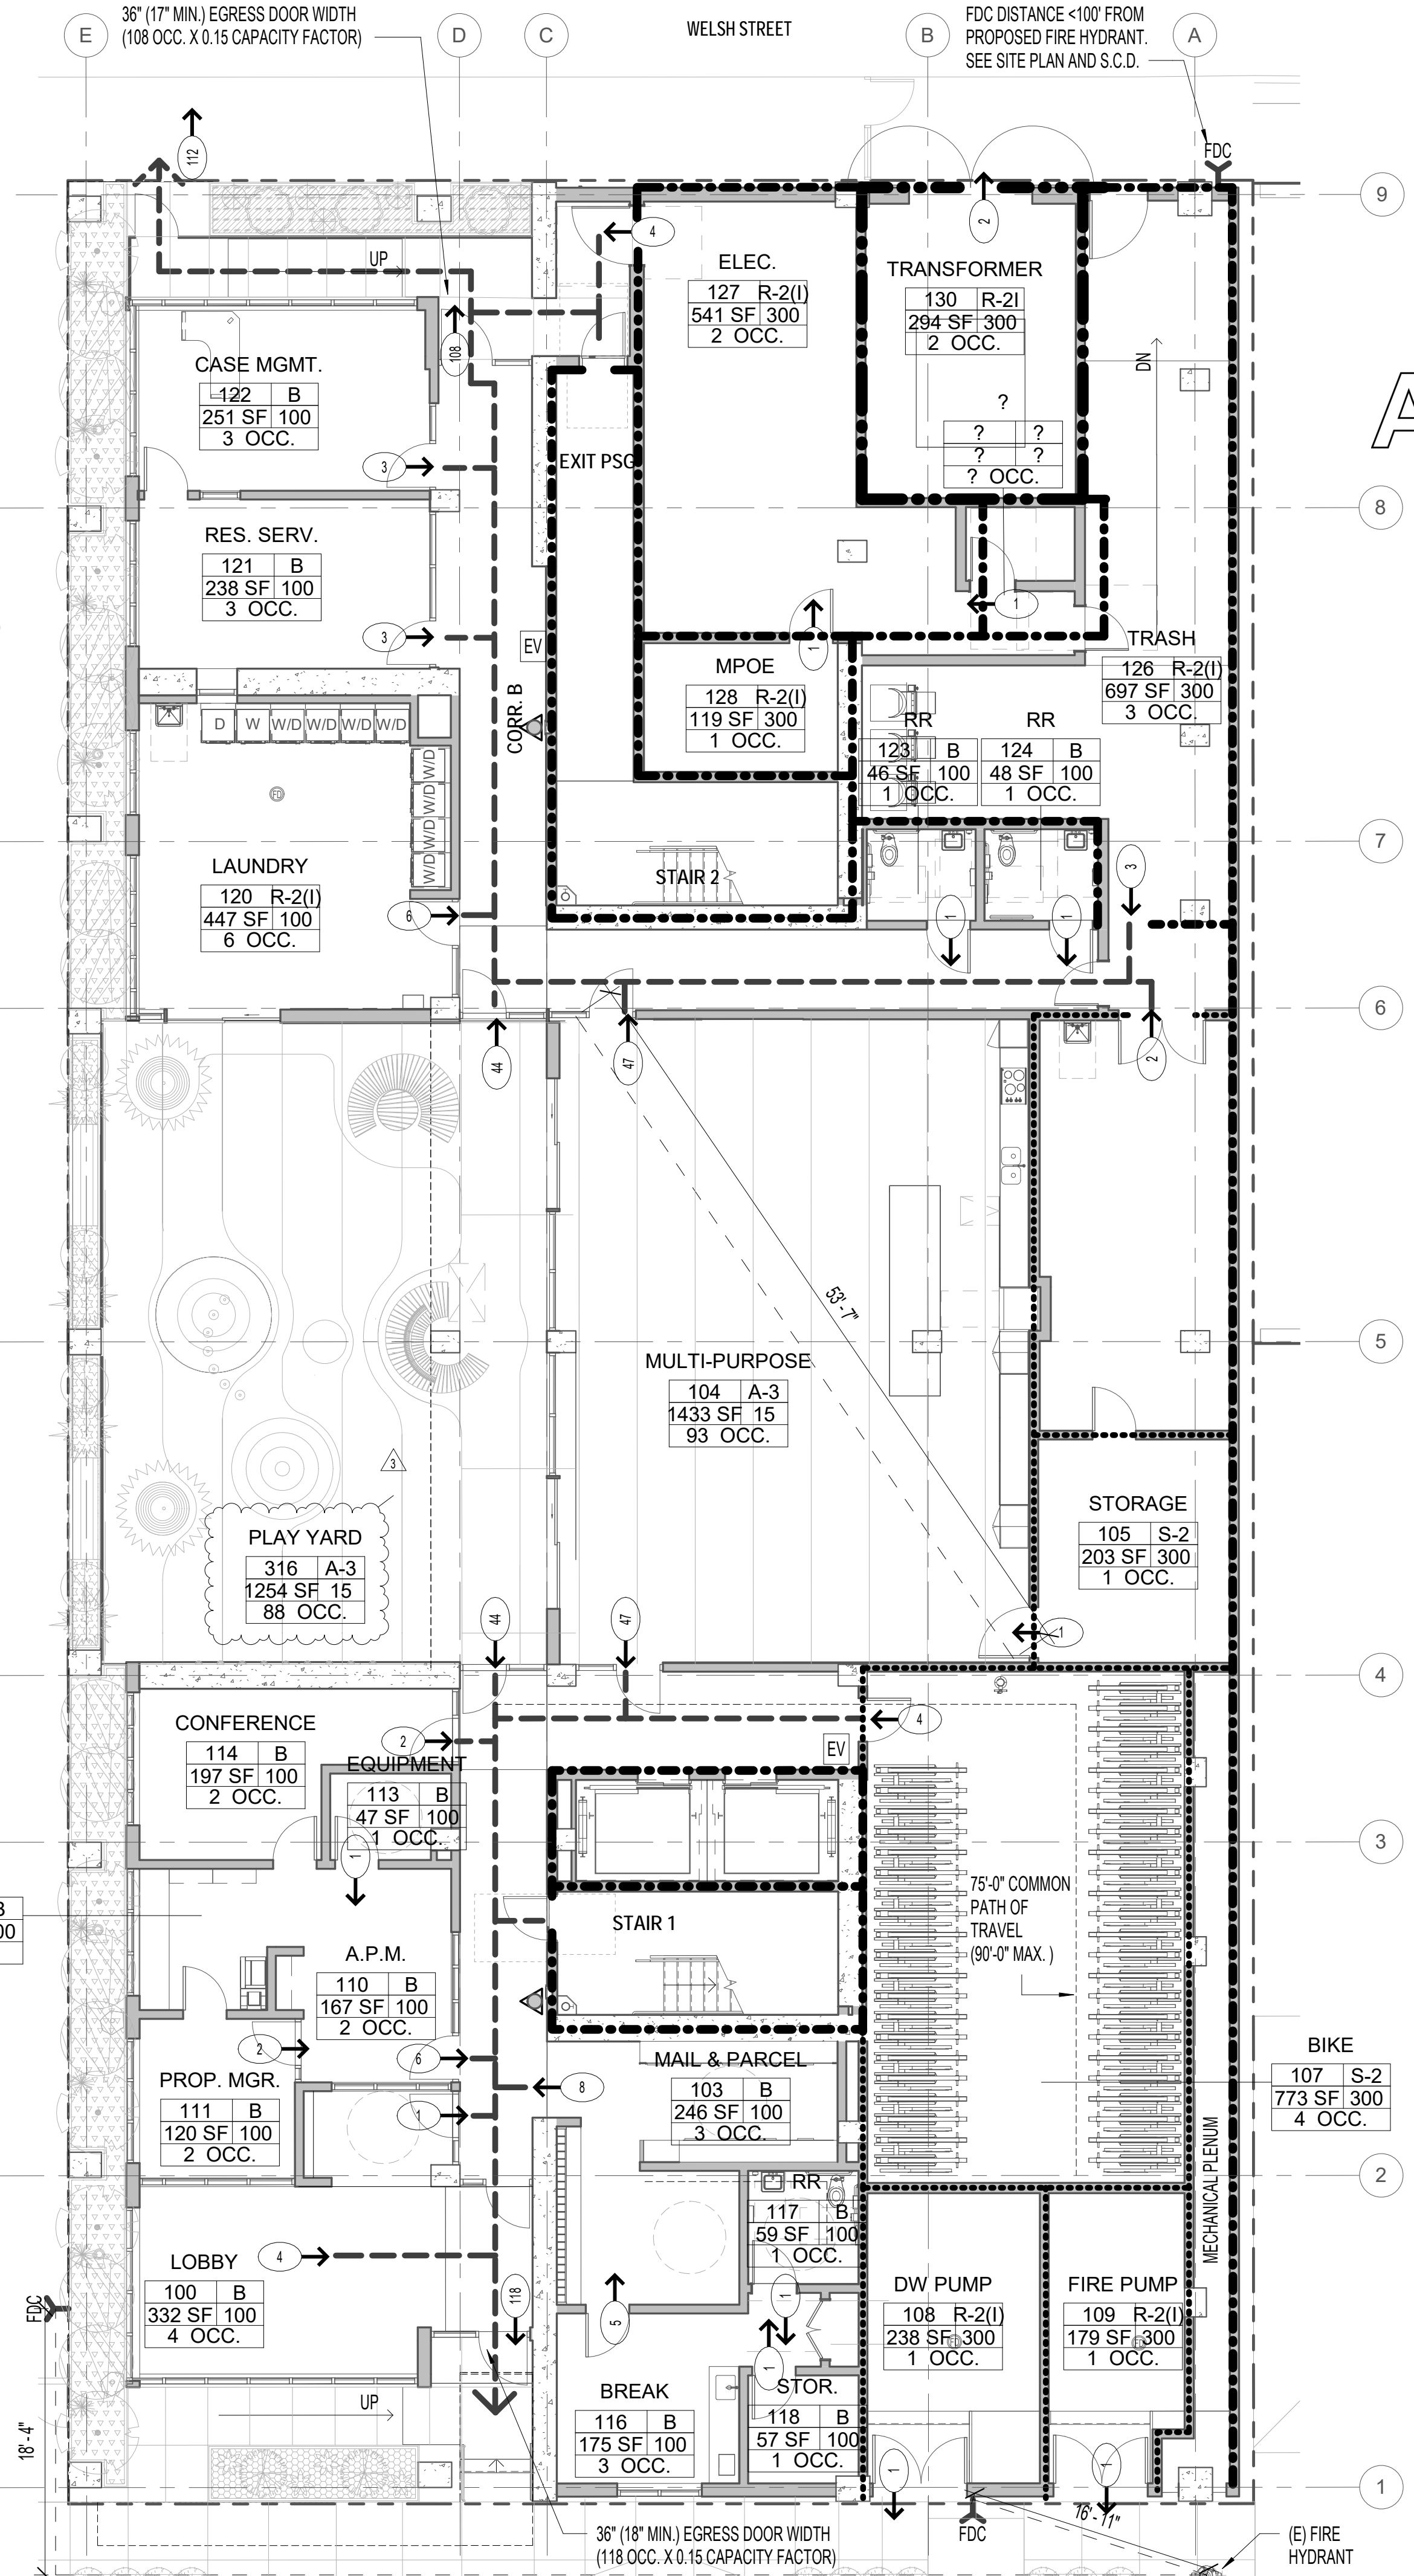 36" (17" MIN.) EGRESS DOOR WIDTH
(108 OCC. X 0.15 CAPACITY FACTOR)
WELSH STREET
FDC DISTANCE <100' FROM
PROPOSED FIRE HYDRANT.
SEE SITE PLAN AND S.C.D.
E
D
C
B
A
FDC
112
9
4
2
UP
ELEC.
127 R-2(I)
541 SF 300
2 OCC.
TRANSFORMER
130 R-2I
294 SF 300
2 OCC.
108
DN
CASE MGMT.
122 B
251 SF 100
3 OCC.
A
?
? ?
? ?
? OCC.
3
EXIT PSG
8
RES. SERV.
121 B
238 SF 100
3 OCC.
1
3
EV
1
TRASH
126 R-2(I)
697 SF 300
3 OCC.
MPOE
128 R-2(I)
119 SF 300
1 OCC.
CORR. B
D W W/D W/D W/D W/D
RR
123 B
46 SF 100
1 OCC.
RR
124 B
48 SF 100
1 OCC.
W/D
W/D
W/D
W/D
FD
7
LAUNDRY
120 R-2(I)
447 SF 100
6 OCC.
STAIR 2
3
6
1
1
6
44
47
2
53'-7"
5
MULTI-PURPOSE
104 A-3
1433 SF 15
93 OCC.
3
STORAGE
105 S-2
203 SF 300
1 OCC.
PLAY YARD
316 A-3
1254 SF 15
88 OCC.
44
47
1
4
CONFERENCE
114 B
197 SF 100
2 OCC.
2
4
EV
EQUIPMENT
113 B
47 SF 100
1 OCC.
3
1
75'-0" COMMON
PATH OF
TRAVEL
(90'-0" MAX. )
STAIR 1
B
00
A.P.M.
110 B
167 SF 100
2 OCC.
2
6
MAIL & PARCEL
103 B
246 SF 100
3 OCC.
BIKE
107 S-2
773 SF 300
4 OCC.
PROP. MGR.
111 B
120 SF 100
2 OCC.
8
1
MECHANICAL PLENUM
2
RR
117 B
59 SF 100
1 OCC.
LOBBY
100 B
332 SF 100
4 OCC.
4
118
FDC
DW PUMP
108 R-2(I)
238 SF 300
1 OCC.
FIRE PUMP
109 R-2(I)
179 SF 300
1 OCC.
5
1
1
UP
BREAK
116 B
175 SF 100
3 OCC.
STOR.
118 B
57 SF 100
1 OCC.
18'-4"
1
1
1
16'-11"
FDC
36" (18" MIN.) EGRESS DOOR WIDTH
(118 OCC. X 0.15 CAPACITY FACTOR)
(E) FIRE
HYDRANT